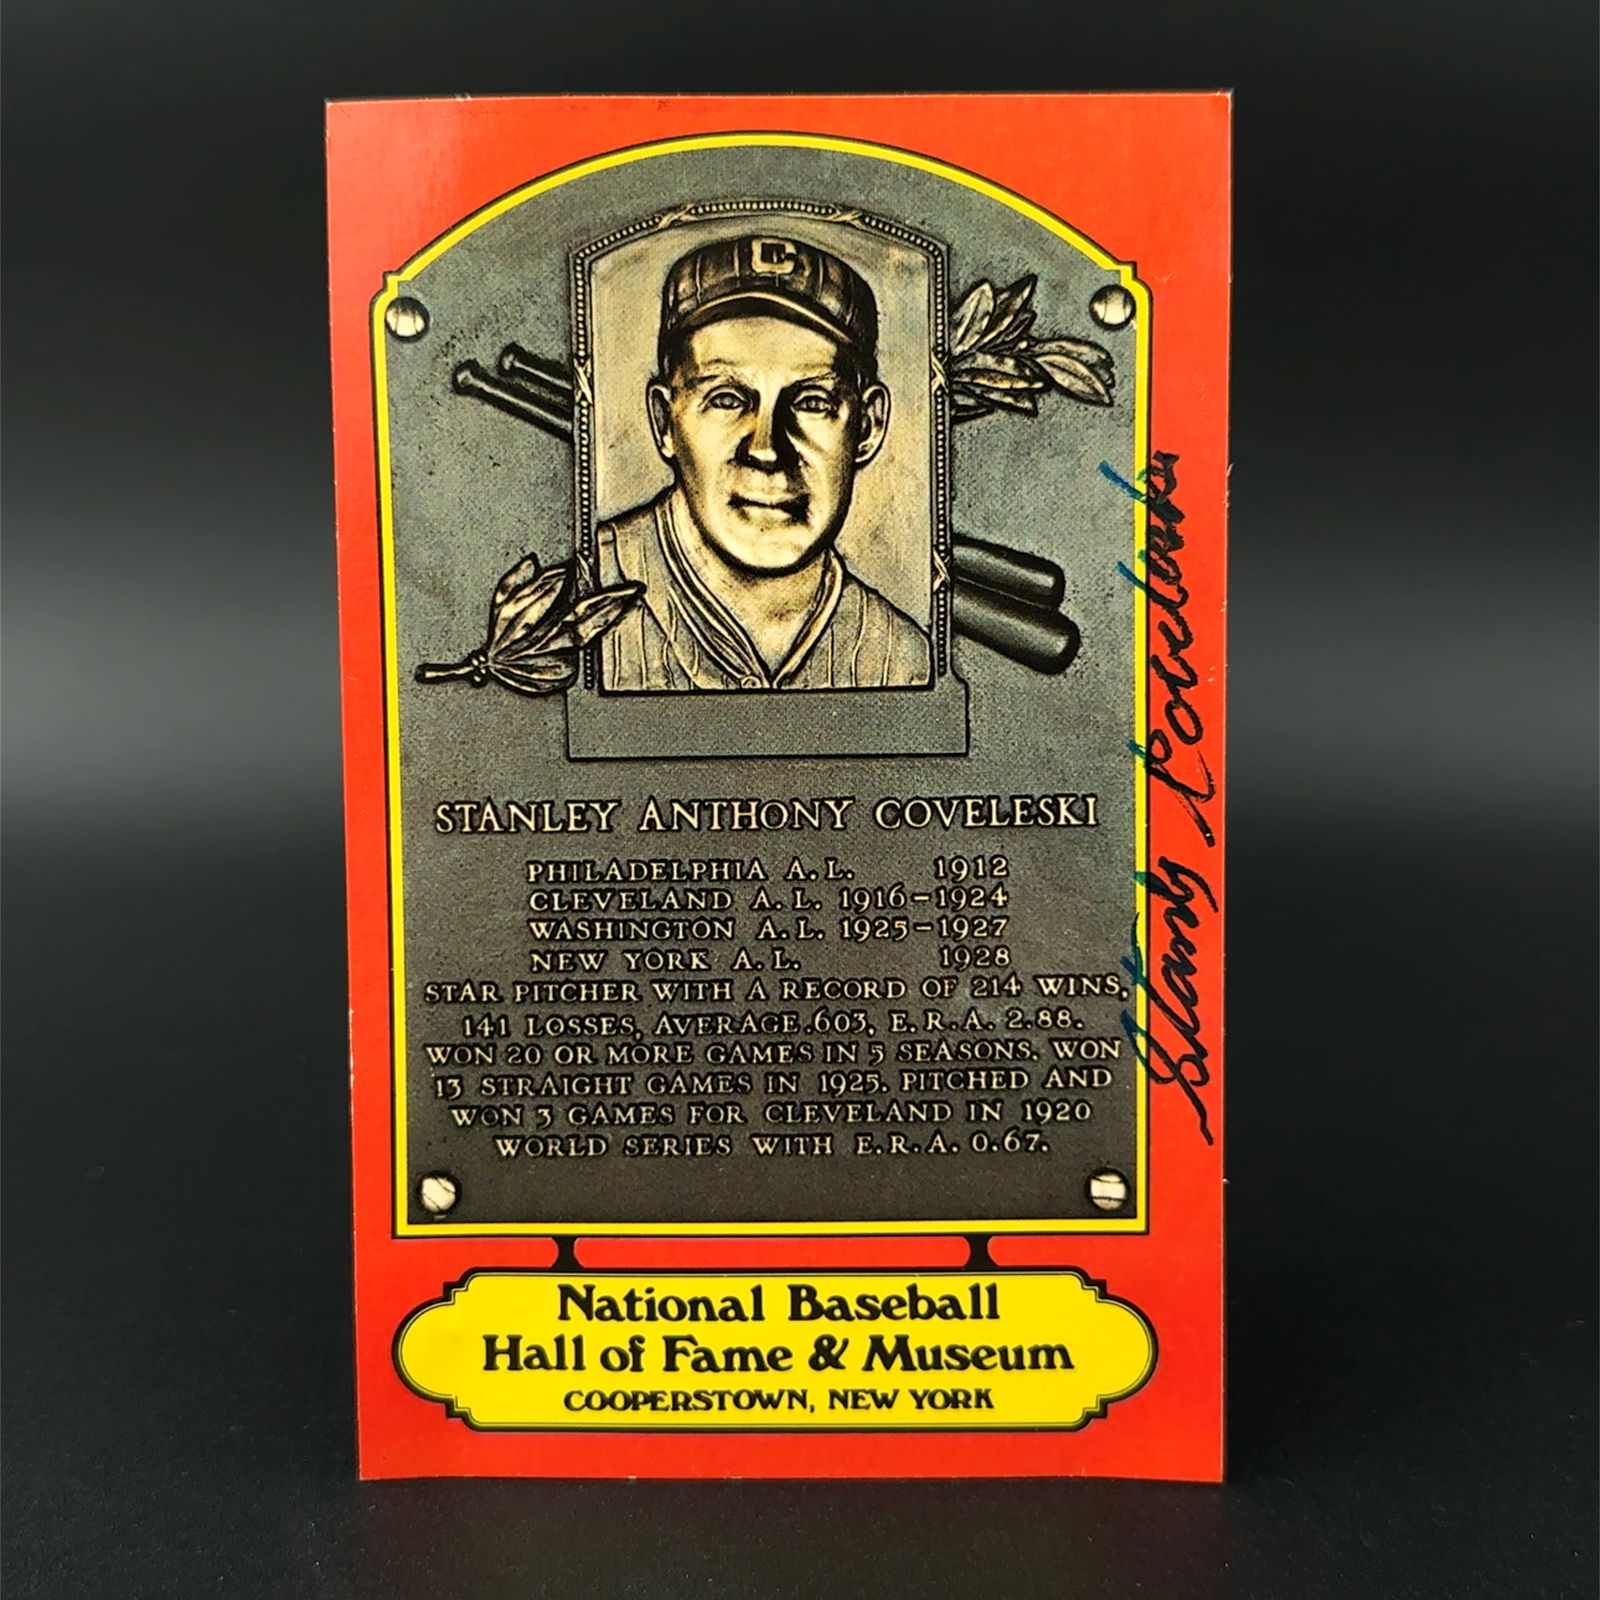 C
STANLEY ANTHONY COVELESKI
PHILADELPHIA A.L. 1912
CLEVELAND A.L. 1916-1924
WASHINGTON A.L. 1925-1927
NEW YORK A.L. 1928
STAR PITCHER WITH A RECORD OF 214 WINS,
141 LOSSES, AVERAGE .603, E.R.A. 2.88.
WON 20 OR MORE GAMES IN 5 SEASONS. WON
13 STRAIGHT GAMES IN 1925. PITCHED AND
WON 3 GAMES FOR CLEVELAND IN 1920
WORLD SERIES WITH E.R.A. 0.67.
National Baseball
Hall of Fame & Museum
COOPERSTOWN, NEW YORK
Stanly Coveleski